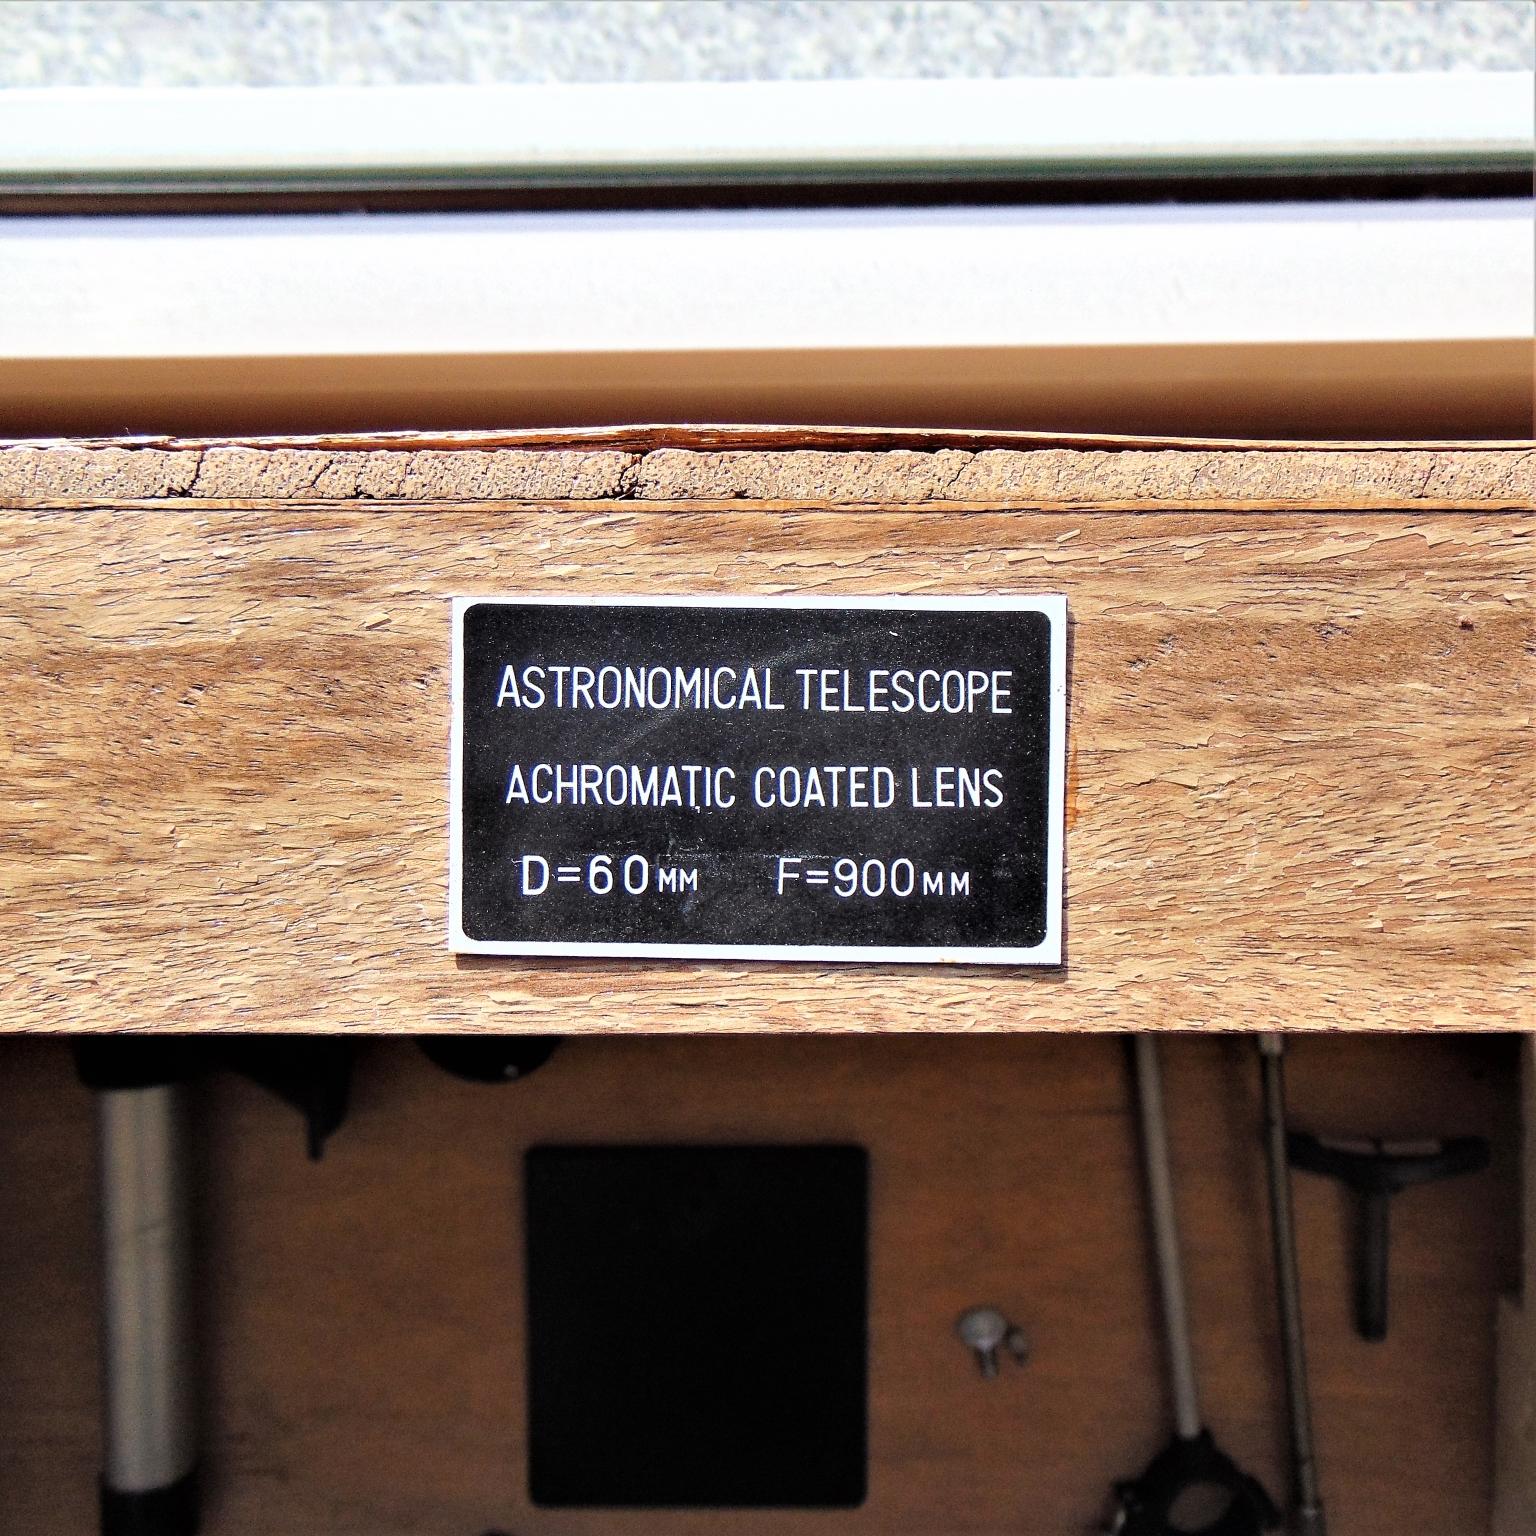 ASTRONOMICAL TELESCOPE
ACHROMATIC COATED LENS
D=60MM F=900MM